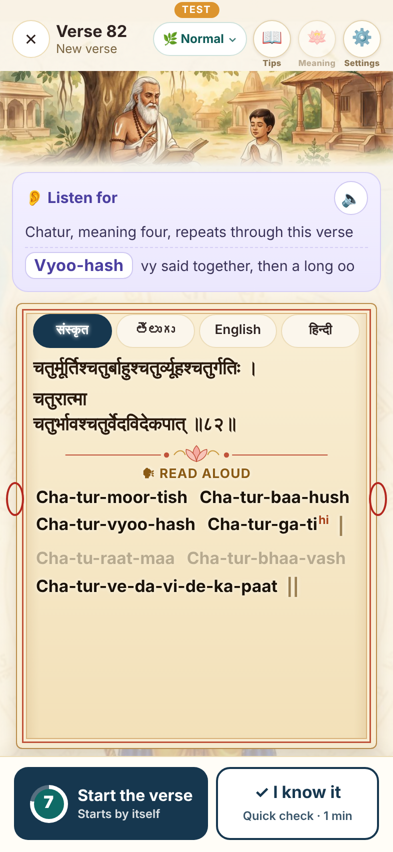 TEST
Verse 82
New verse
🌿 Normal
Tips
Meaning
Settings
👂 Listen for
Chatur, meaning four, repeats through this verse
Vyoo-hash vy said together, then a long oo
संस्कृत తెలుగు English हिन्दी
चतुर्मूर्तिश्चतुर्बाहुश्चतुर्व्यूहश्चतुर्गतिः ।
चतुरात्मा
चतुर्भावश्चतुर्वेदविदेकपात् ॥८२॥
🗣 READ ALOUD
Cha-tur-moor-tish Cha-tur-baa-hush
Cha-tur-vyoo-hash Cha-tur-ga-tihi |
Cha-tu-raat-maa Cha-tur-bhaa-vash
Cha-tur-ve-da-vi-de-ka-paat ||
7
Start the verse
Starts by itself
✓ I know it
Quick check · 1 min